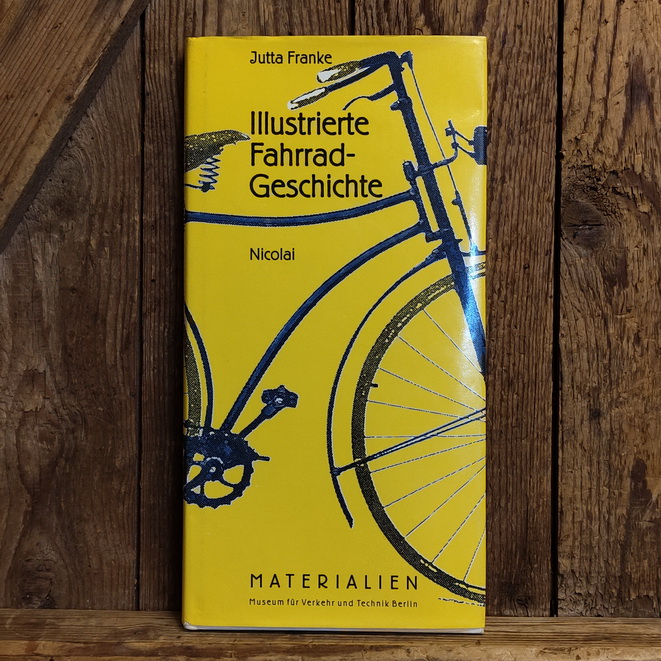 Jutta Franke
Illustrierte
Fahrrad-
Geschichte
Nicolai
MATERIALIEN
Museum für Verkehr und Technik Berlin